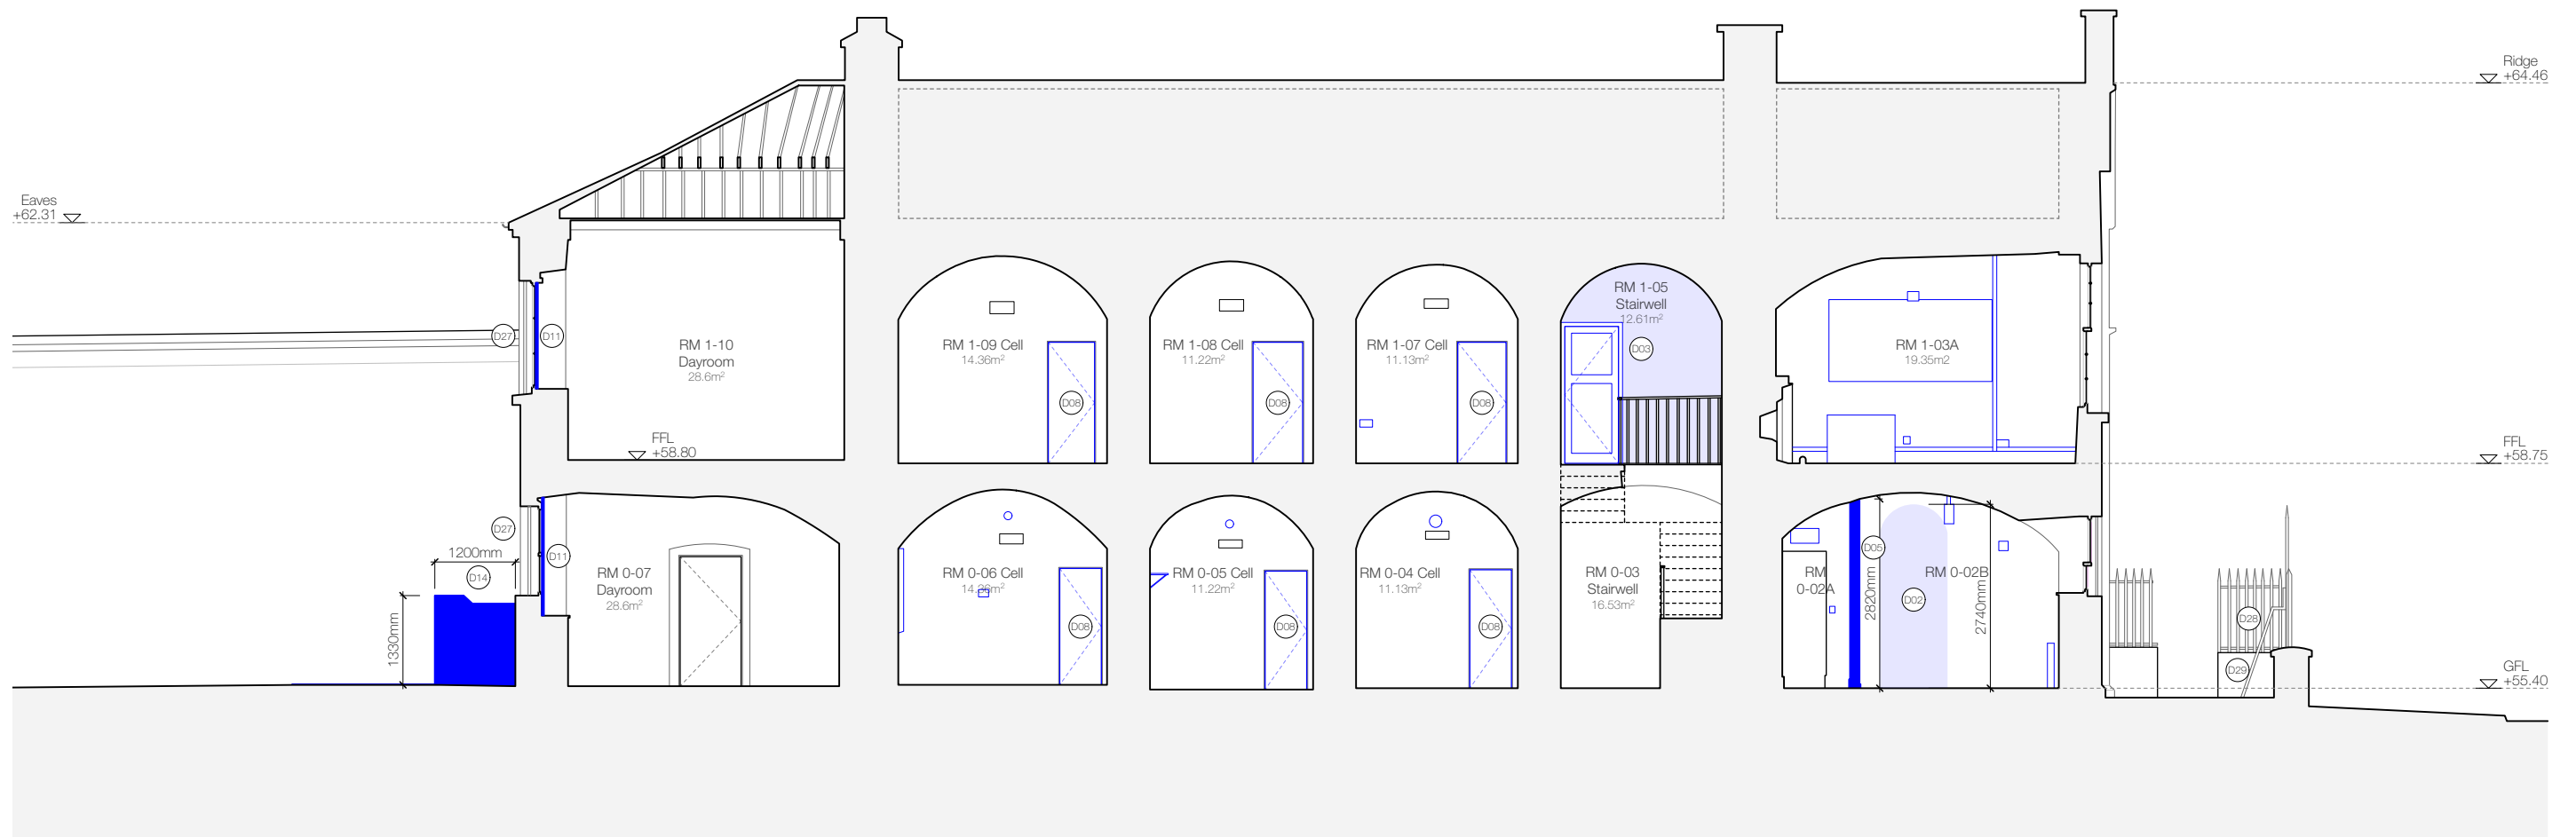 Ridge
+64.46
Eaves
+62.31
RM 1-05
Stairwell
12.61m²
D27
D11
RM 1-10
Dayroom
28.6m²
RM 1-09 Cell
14.36m²
D08
RM 1-08 Cell
11.22m²
D08
RM 1-07 Cell
11.13m²
D08
D03
RM 1-03A
19.35m2
FFL
+58.80
FFL
+58.75
D27
1200mm
D14
1330mm
D11
RM 0-07
Dayroom
28.6m²
RM 0-06 Cell
14.36m²
D08
RM 0-05 Cell
11.22m²
D08
RM 0-04 Cell
11.13m²
D08
RM 0-03
Stairwell
16.53m²
RM
0-02A
D05
2820mm
D02
RM 0-02B
2740mm
D28
D29
GFL
+55.40